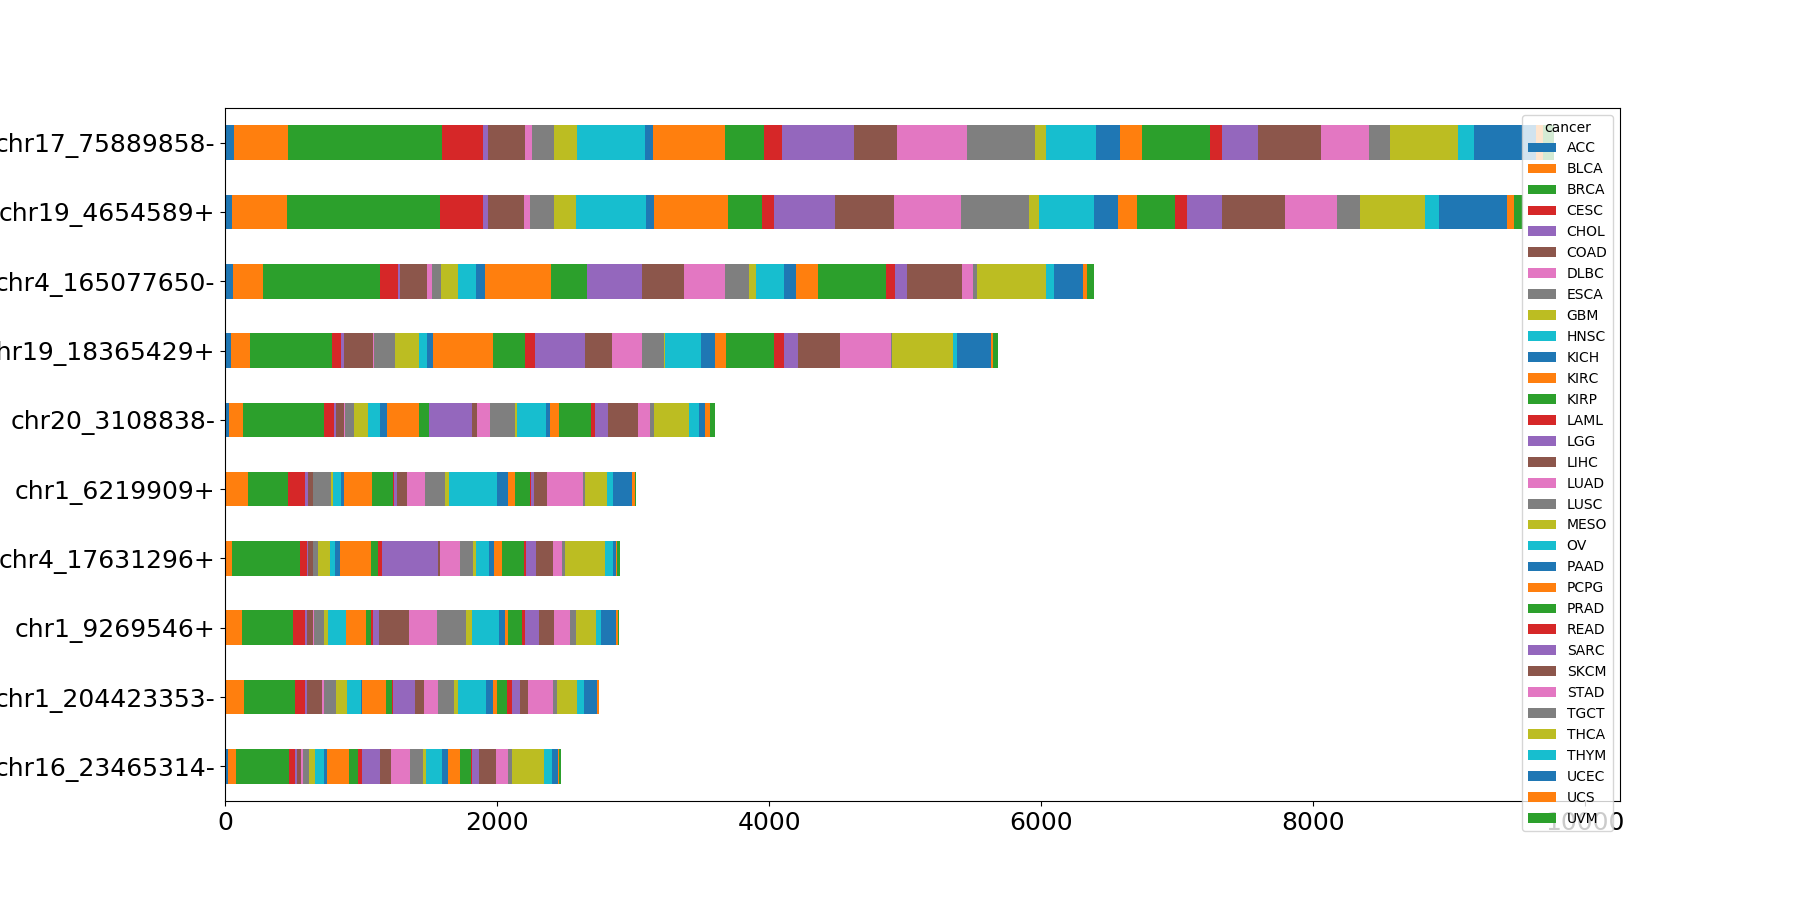 chr17_75889858-
chr19_4654589+
chr4_165077650-
hr19_18365429+
chr20_3108838-
chr1_6219909+
chr4_17631296+
chr1_9269546+
chr1_204423353-
chr16_23465314-
0
2000
4000
6000
8000
10000
cancer
ACC
BLCA
BRCA
CESC
CHOL
COAD
DLBC
ESCA
GBM
HNSC
KICH
KIRC
KIRP
LAML
LGG
LIHC
LUAD
LUSC
MESO
OV
PAAD
PCPG
PRAD
READ
SARC
SKCM
STAD
TGCT
THCA
THYM
UCEC
UCS
UVM